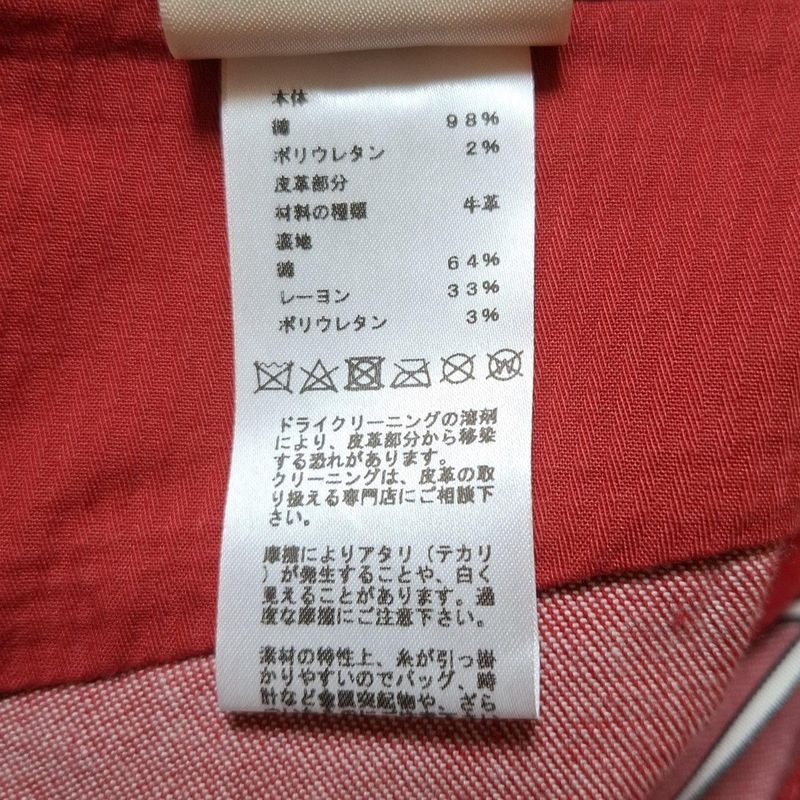 本体
綿 98%
ポリウレタン 2%
皮革部分
材料の種類 牛革
裏地
綿 64%
レーヨン 33%
ポリウレタン 3%
ドライクリーニングの溶剤
により、皮革部分から移染
する恐れがあります。
クリーニングは、皮革の取
り扱える専門店にご相談下
さい。
摩擦によりアタリ（テカリ
）が発生することや、白く
見えることがあります。過
度な摩擦にご注意下さい。
素材の特性上、糸が引っ掛
かりやすいのでバッグ、時
計など金属突起物や、ざら